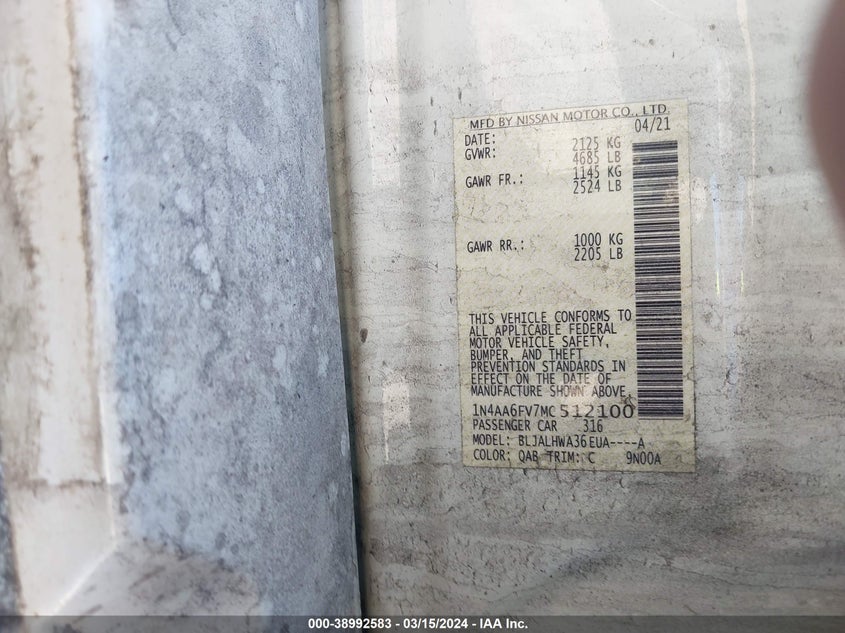 MFD BY NISSAN MOTOR CO., LTD.
DATE: 04/21
GVWR: 2125 KG
4685 LB
GAWR FR.: 1145 KG
2524 LB
GAWR RR.: 1000 KG
2205 LB
THIS VEHICLE CONFORMS TO
ALL APPLICABLE FEDERAL
MOTOR VEHICLE SAFETY,
BUMPER, AND THEFT
PREVENTION STANDARDS IN
EFFECT ON THE DATE OF
MANUFACTURE SHOWN ABOVE.
1N4AA6FV7MC512100
PASSENGER CAR 316
MODEL: BLJALHWA36EUA----A
COLOR: QAB TRIM: C 9N00A
000-38992583 - 03/15/2024 - IAA Inc.